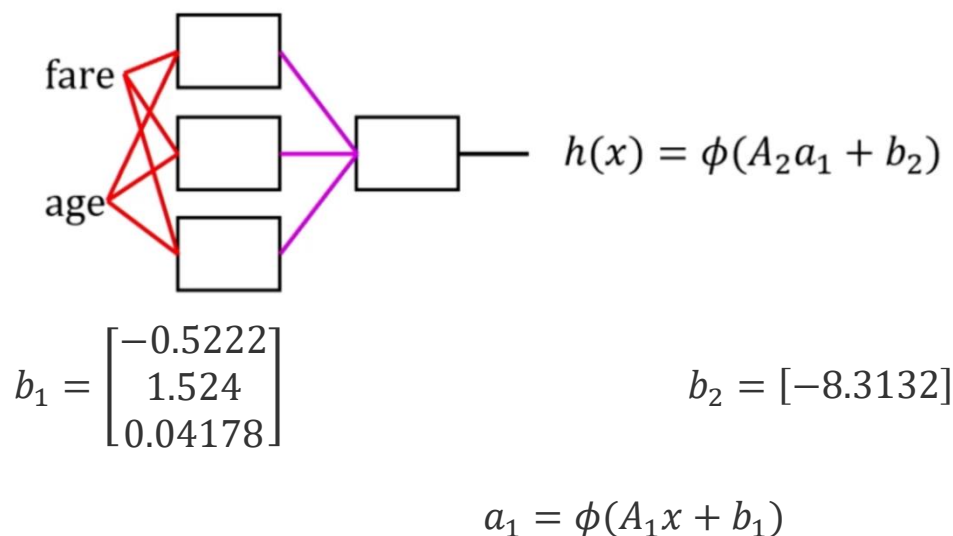 fare
age
h(x) = ϕ(A₂a₁ + b₂)
b₁ = [−0.5222
1.524
0.04178]
b₂ = [−8.3132]
a₁ = ϕ(A₁x + b₁)